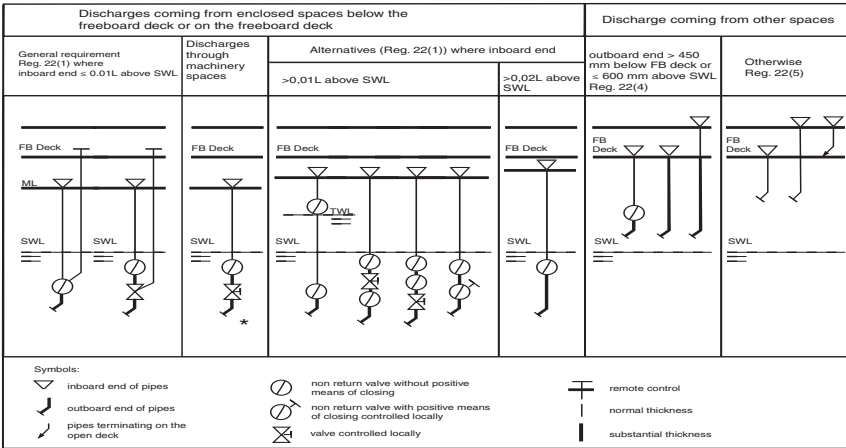 Discharges coming from enclosed spaces below the
freeboard deck or on the freeboard deck
Discharge coming from other spaces
General requirement
Reg. 22(1) where
inboard end ≤ 0.01L above SWL
Discharges
through
machinery
spaces
Alternatives (Reg. 22(1)) where inboard end
>0,01L above SWL
>0,02L above
SWL
outboard end > 450
mm below FB deck or
≤ 600 mm above SWL
Reg. 22(4)
Otherwise
Reg. 22(5)
FB Deck
ML
SWL
SWL
FB Deck
SWL
*
FB Deck
TWL
SWL
FB Deck
SWL
FB
Deck
SWL
FB
Deck
SWL
Symbols:
inboard end of pipes
outboard end of pipes
pipes terminating on the
open deck
non return valve without positive
means of closing
non return valve with positive means
of closing controlled locally
valve controlled locally
remote control
normal thickness
substantial thickness